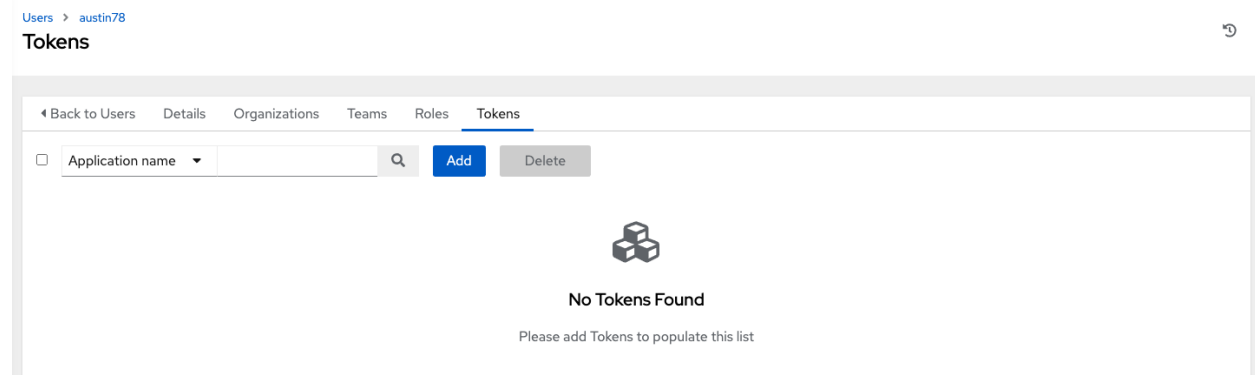 Users > austin78
Tokens
Back to Users Details Organizations Teams Roles Tokens
Application name Add Delete
No Tokens Found
Please add Tokens to populate this list